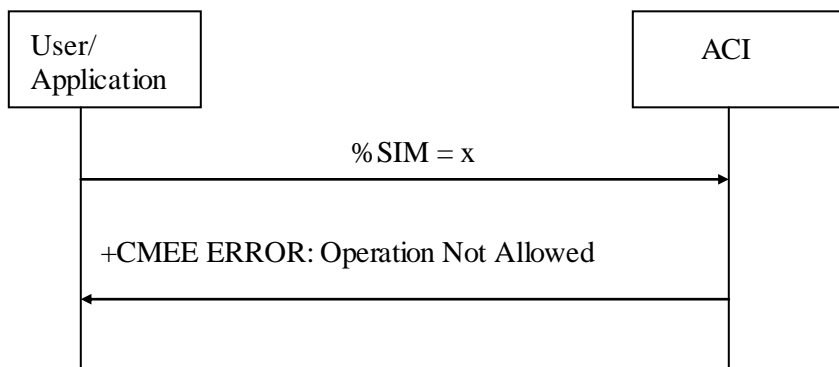 User/
Application
ACI
%SIM = x
+CMEE ERROR: Operation Not Allowed